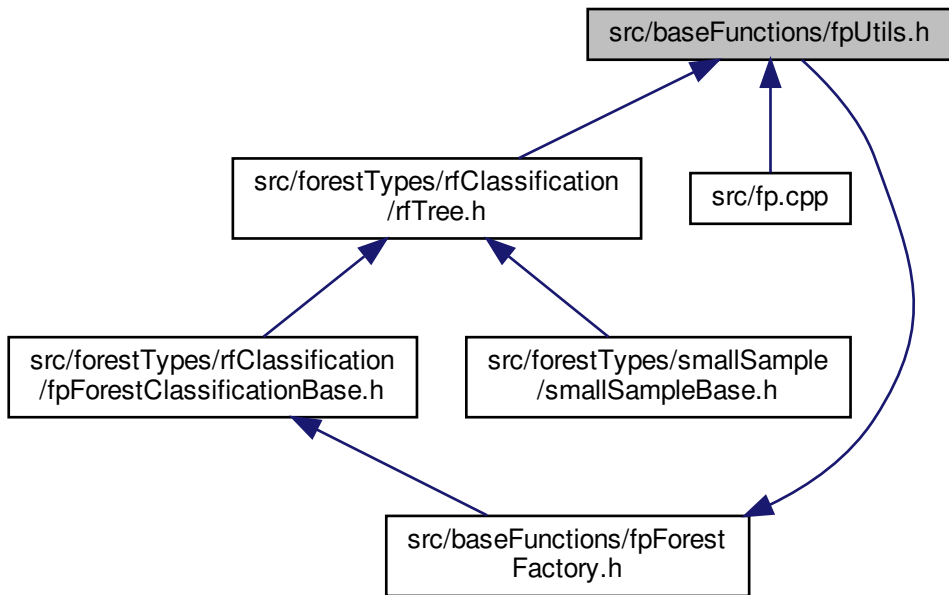 src/baseFunctions/fpUtils.h
src/forestTypes/rfClassification
/rfTree.h
src/fp.cpp
src/forestTypes/rfClassification
/fpForestClassificationBase.h
src/forestTypes/smallSample
/smallSampleBase.h
src/baseFunctions/fpForest
Factory.h